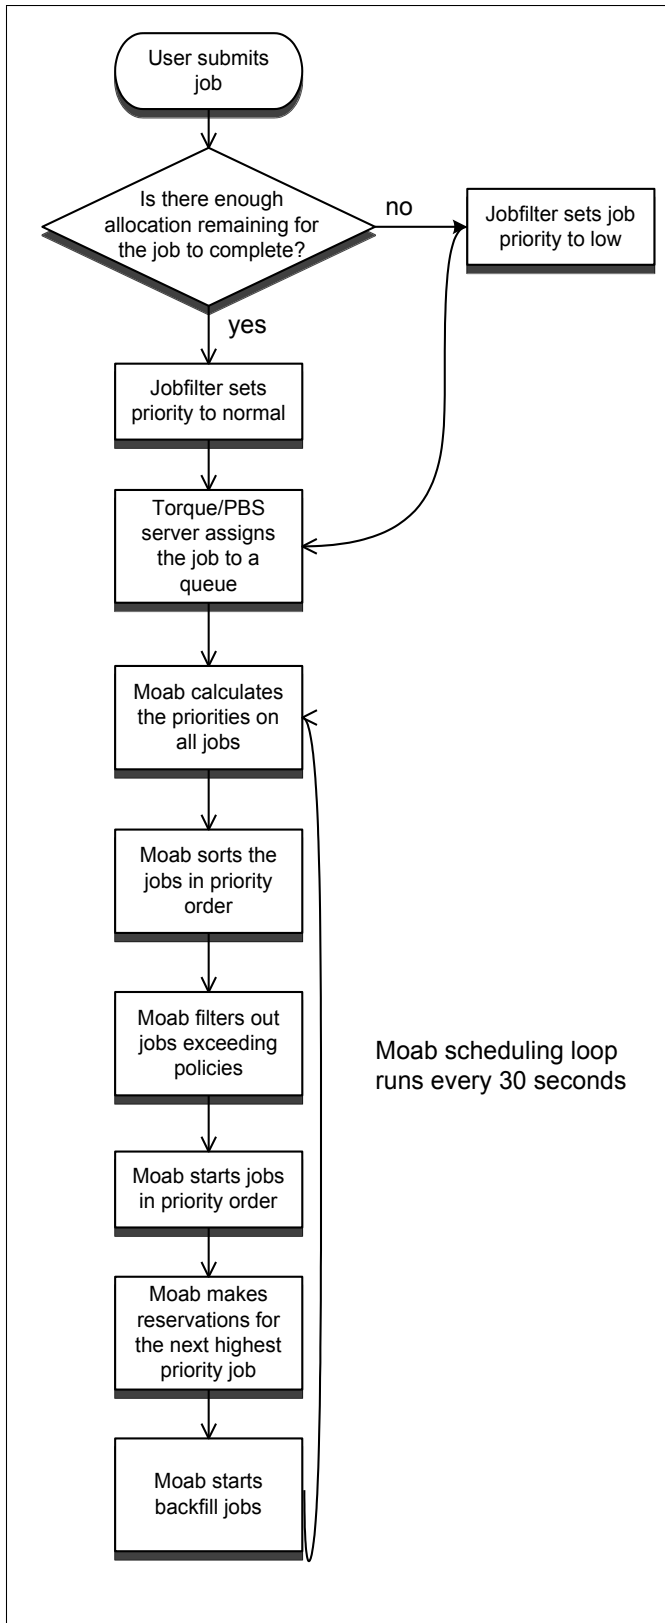 User submits
job
Is there enough
allocation remaining for
the job to complete?
no
Jobfilter sets job
priority to low
yes
Jobfilter sets
priority to normal
Torque/PBS
server assigns
the job to a
queue
Moab calculates
the priorities on
all jobs
Moab sorts the
jobs in priority
order
Moab filters out
jobs exceeding
policies
Moab scheduling loop
runs every 30 seconds
Moab starts jobs
in priority order
Moab makes
reservations for
the next highest
priority job
Moab starts
backfill jobs